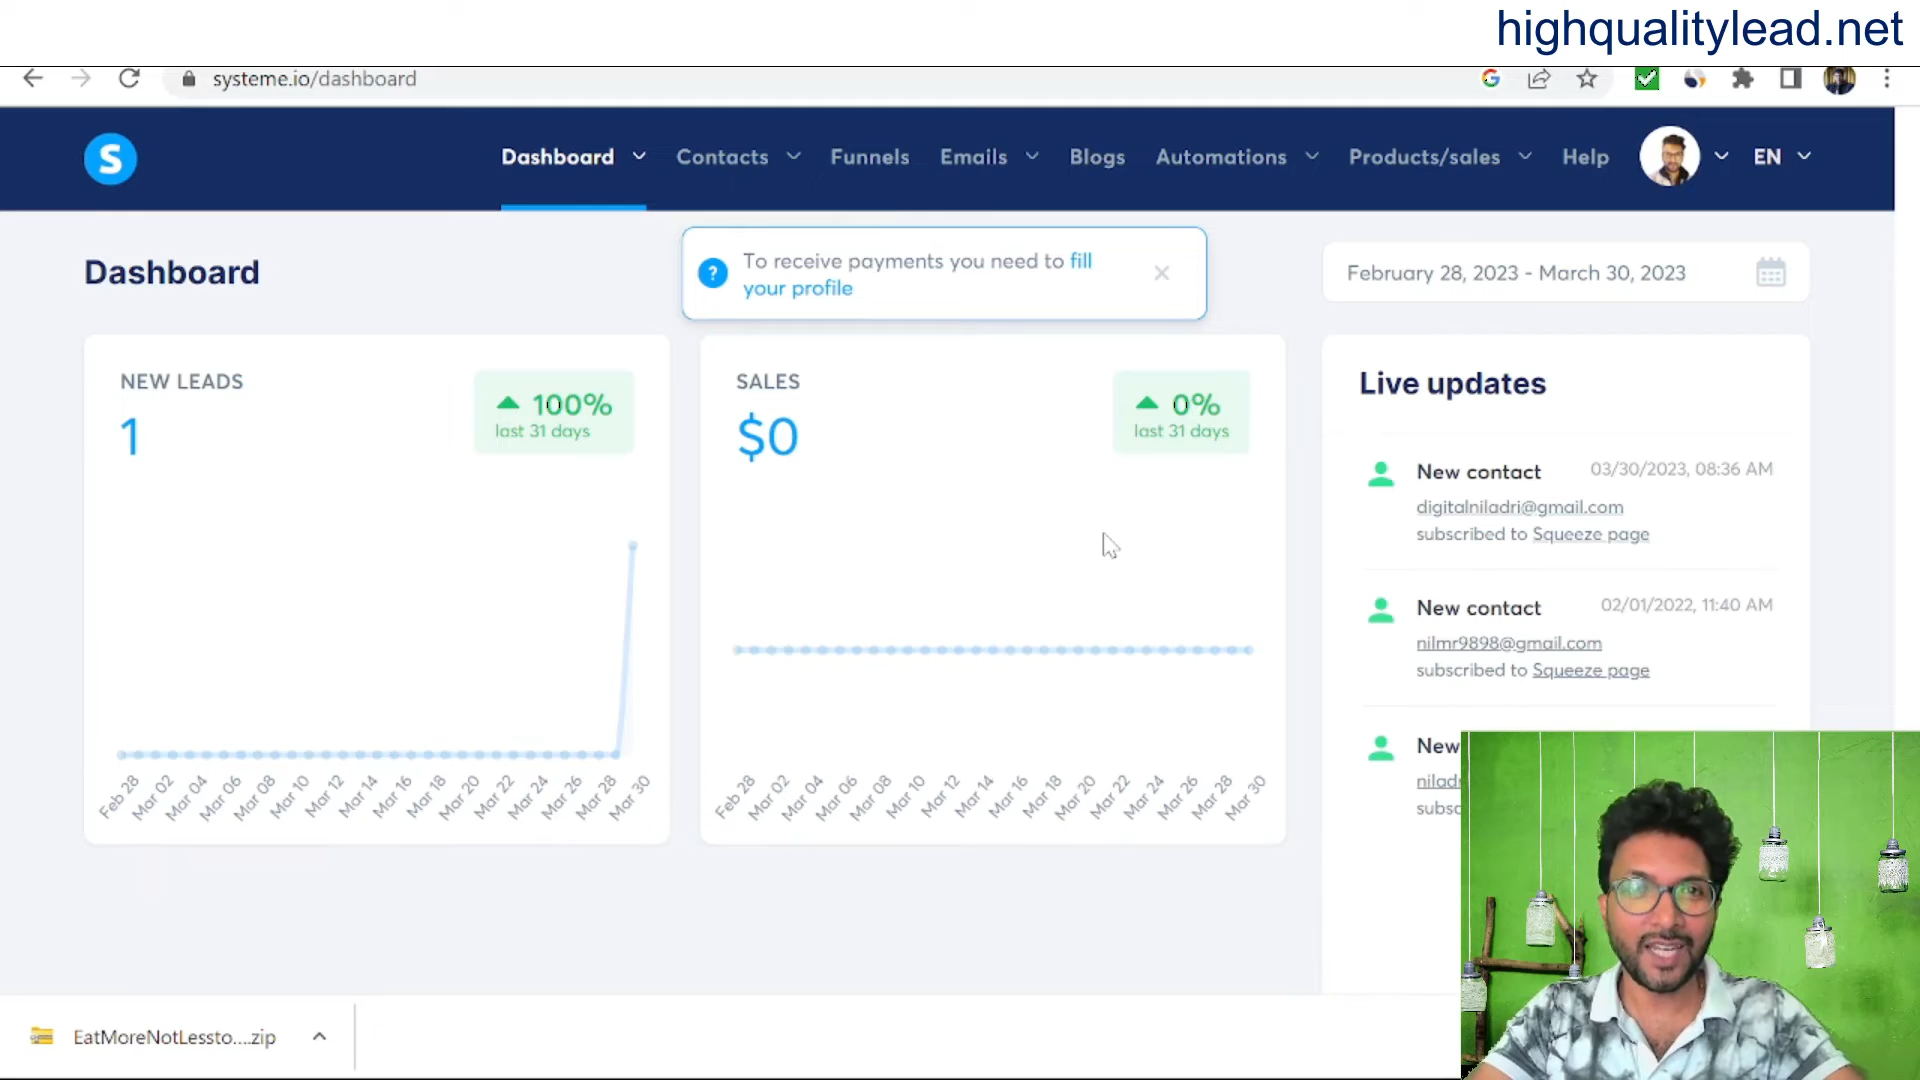 highqualitylead.net
systeme.io/dashboard
S
Dashboard
Contacts
Funnels
Emails
Blogs
Automations
Products/sales
Help
EN
Dashboard
To receive payments you need to fill
your profile
February 28, 2023 - March 30, 2023
NEW LEADS
1
100%
last 31 days
Feb 28
Mar 02
Mar 04
Mar 06
Mar 08
Mar 10
Mar 12
Mar 14
Mar 16
Mar 18
Mar 20
Mar 22
Mar 24
Mar 26
Mar 28
Mar 30
SALES
$0
0%
last 31 days
Feb 28
Mar 02
Mar 04
Mar 06
Mar 08
Mar 10
Mar 12
Mar 14
Mar 16
Mar 18
Mar 20
Mar 22
Mar 24
Mar 26
Mar 28
Mar 30
Live updates
New contact 03/30/2023, 08:36 AM
digitalniladri@gmail.com
subscribed to Squeeze page
New contact 02/01/2022, 11:40 AM
nilmr9898@gmail.com
subscribed to Squeeze page
New
EatMoreNotLessto....zip